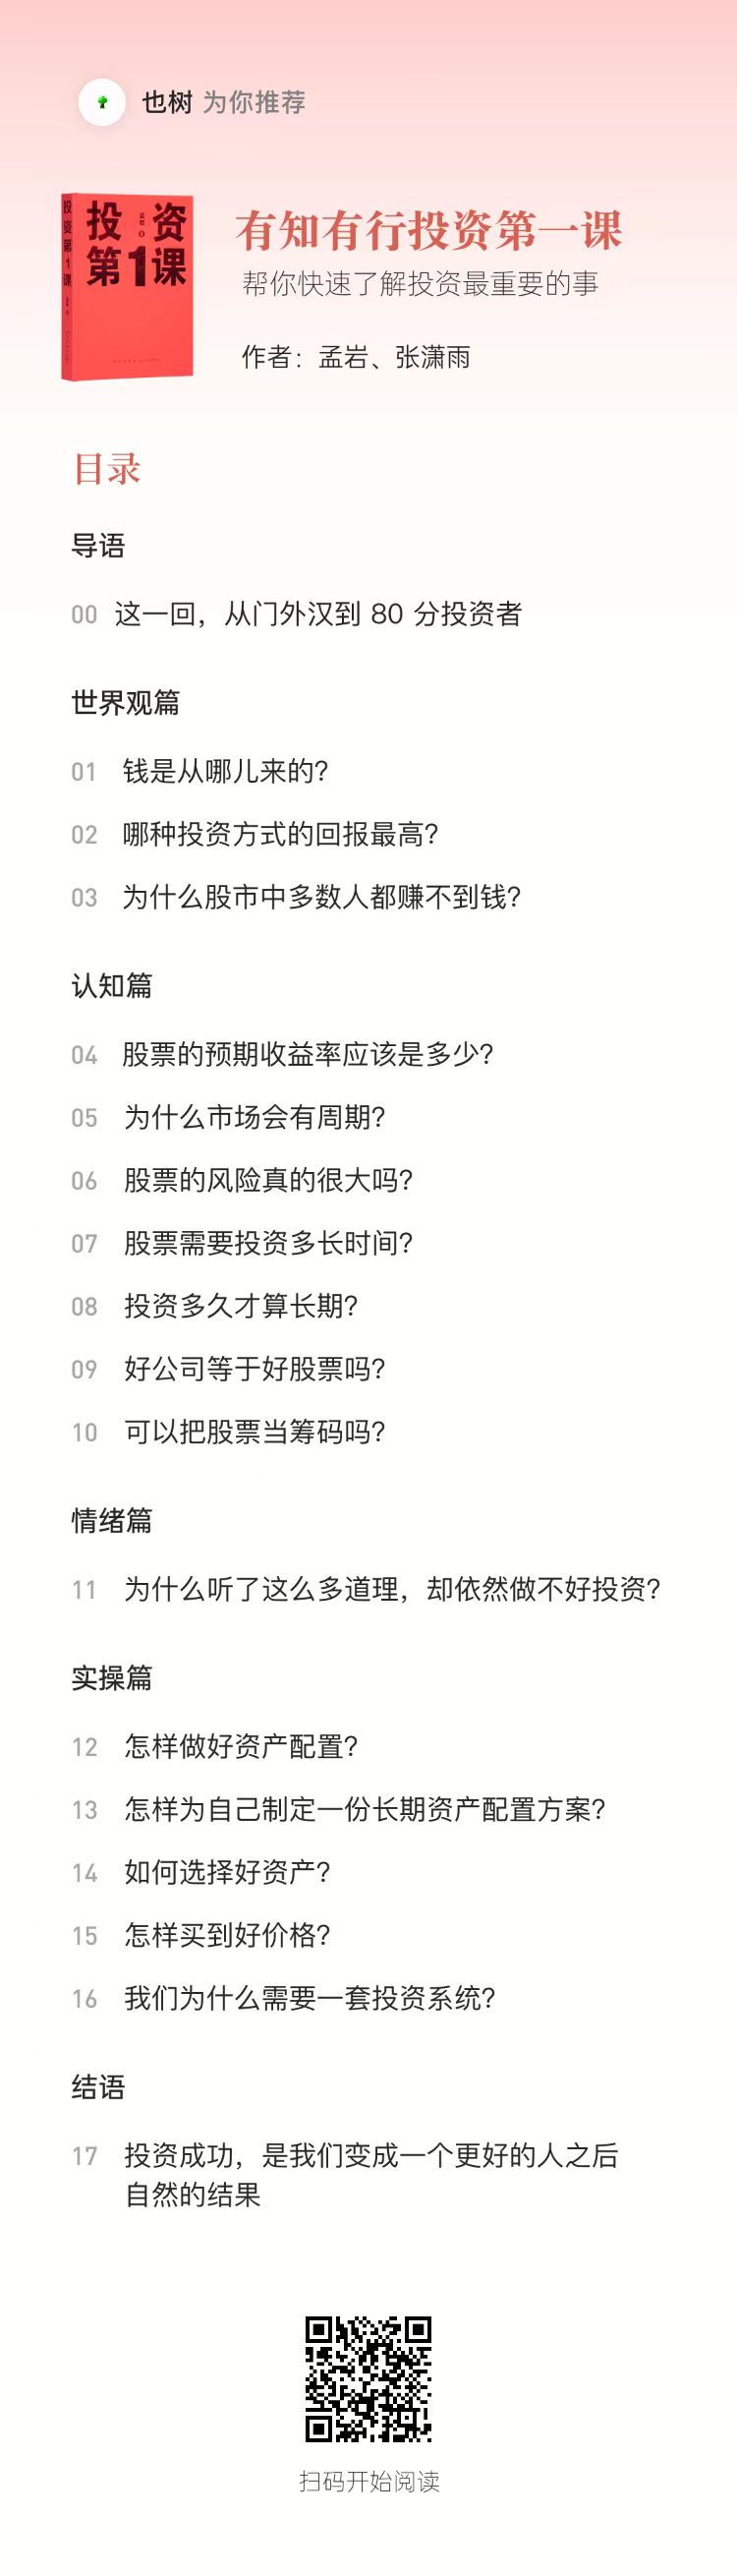 也树 为你推荐
投资第1课
投资
孟岩 著
第1课
有知有行投资第一课
帮你快速了解投资最重要的事
作者：孟岩、张潇雨
目录
导语
00 这一回，从门外汉到 80 分投资者
世界观篇
01 钱是从哪儿来的？
02 哪种投资方式的回报最高？
03 为什么股市中多数人都赚不到钱？
认知篇
04 股票的预期收益率应该是多少？
05 为什么市场会有周期？
06 股票的风险真的很大吗？
07 股票需要投资多长时间？
08 投资多久才算长期？
09 好公司等于好股票吗？
10 可以把股票当筹码吗？
情绪篇
11 为什么听了这么多道理，却依然做不好投资？
实操篇
12 怎样做好资产配置？
13 怎样为自己制定一份长期资产配置方案？
14 如何选择好资产？
15 怎样买到好价格？
16 我们为什么需要一套投资系统？
结语
17 投资成功，是我们变成一个更好的人之后
自然的结果
扫码开始阅读